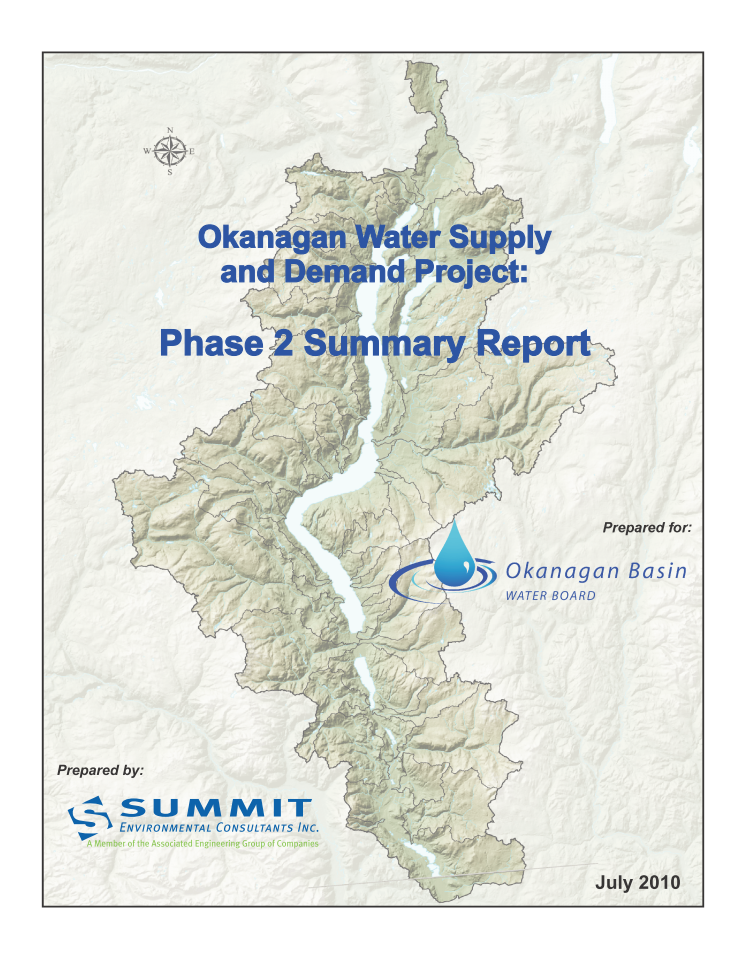 N
W E
S
Okanagan Water Supply
and Demand Project:
Phase 2 Summary Report
Prepared for:
Okanagan Basin
WATER BOARD
Prepared by:
SUMMIT
ENVIRONMENTAL CONSULTANTS INC.
A Member of the Associated Engineering Group of Companies
July 2010